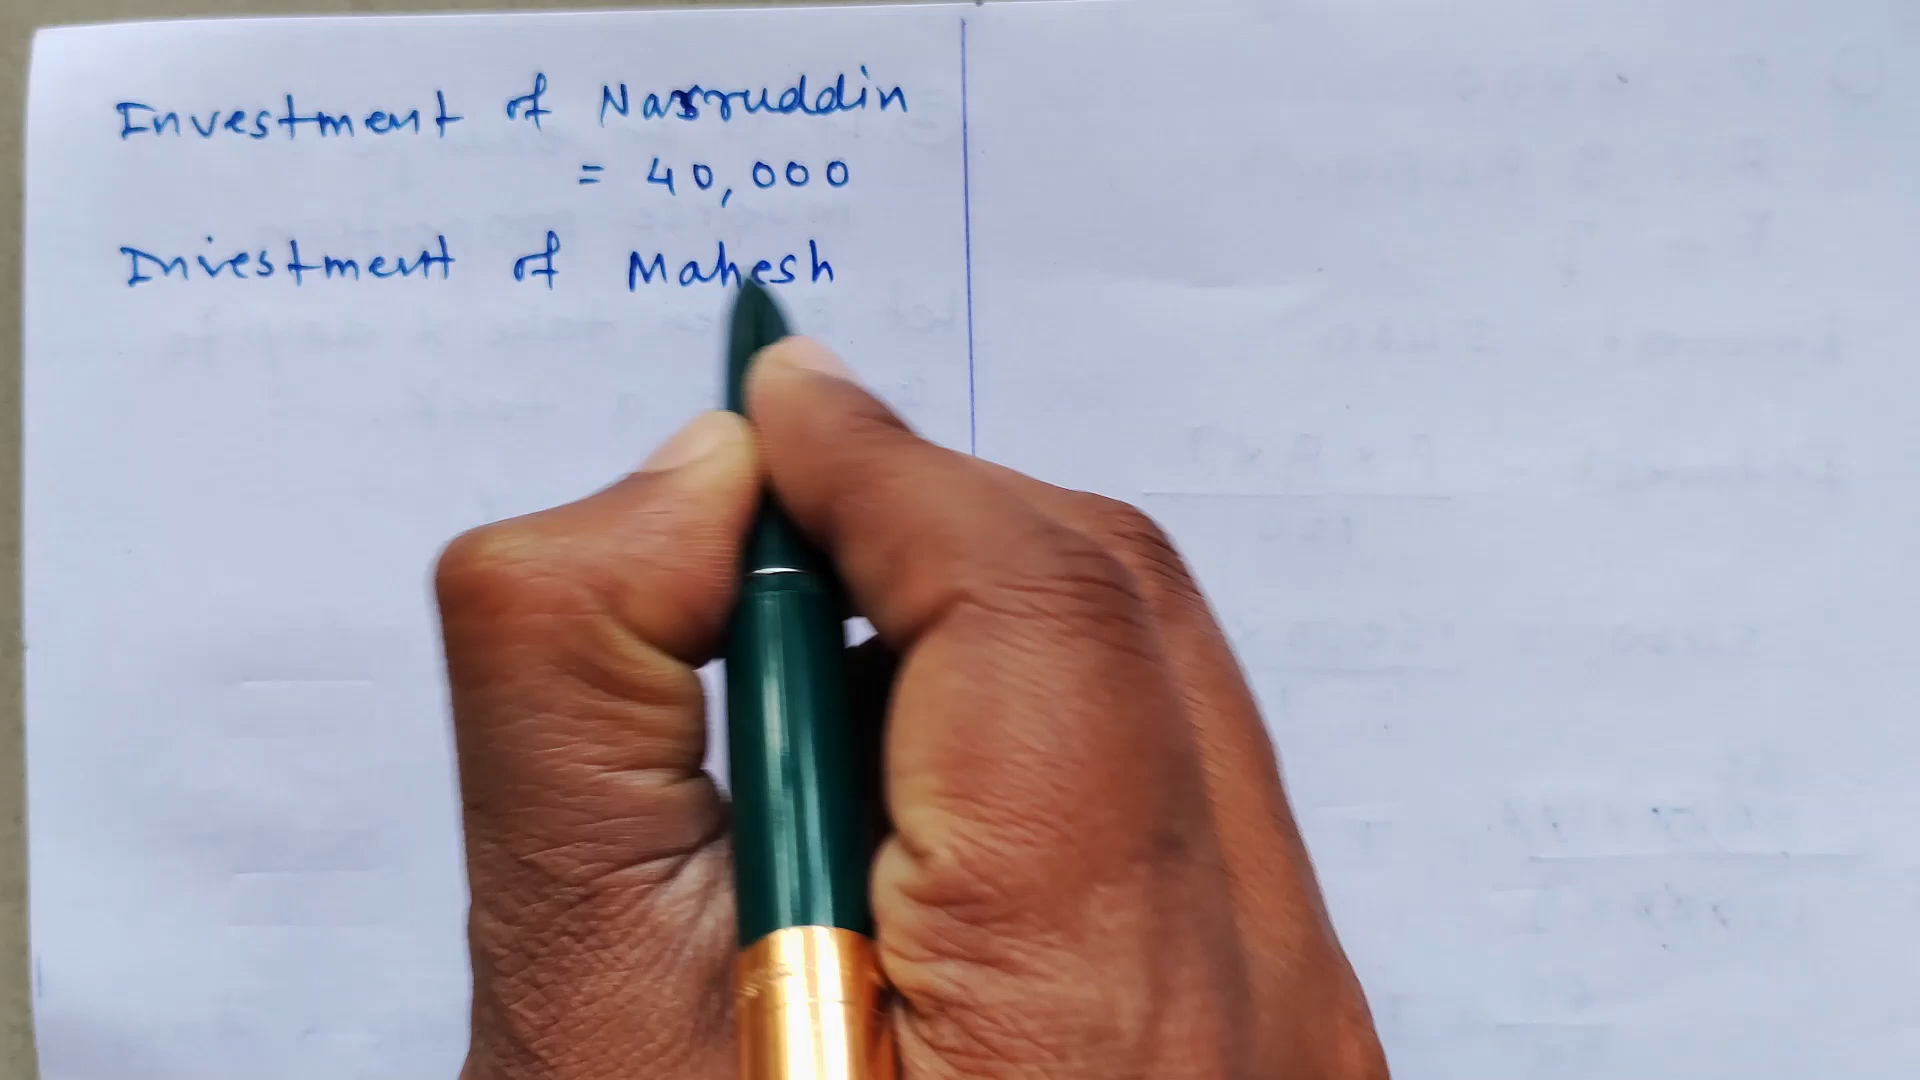 Investment of Nasruddin
= 40,000
Investment of Mahesh